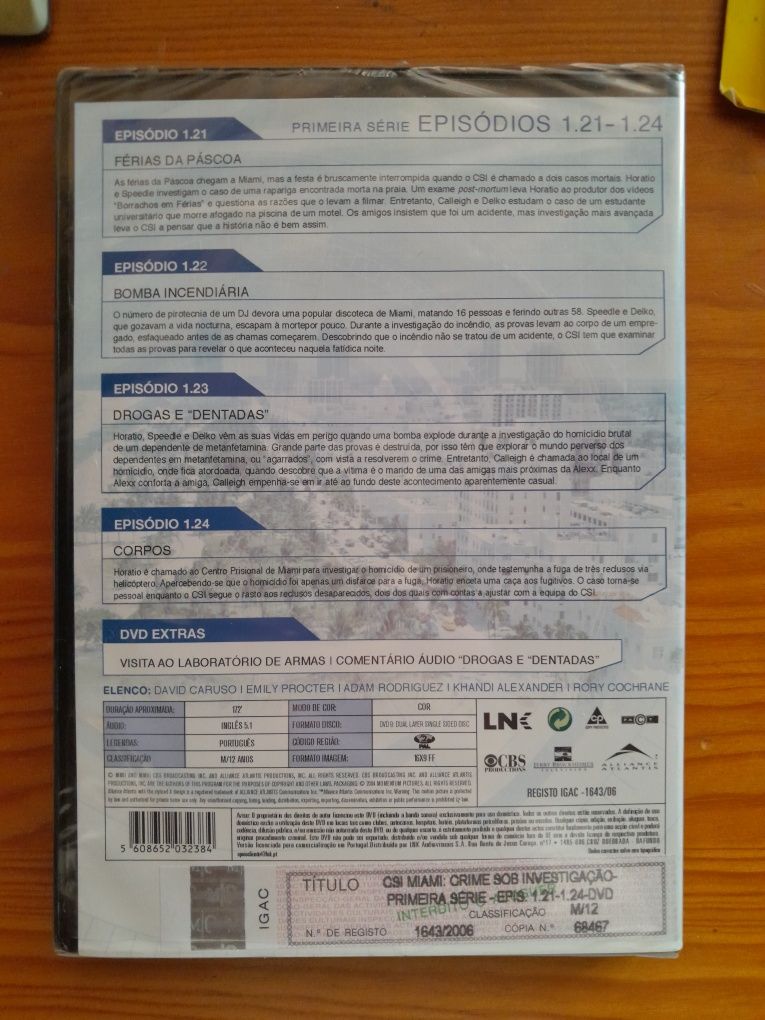 PRIMEIRA SÉRIE EPISÓDIOS 1.21-1.24
EPISÓDIO 1.21
FÉRIAS DA PÁSCOA
As férias da Páscoa chegam a Miami, mas a festa é bruscamente interrompida quando o CSI é chamado a dois casos mortais. Horatio
e Speedle investigam o caso de uma rapariga encontrada morta na praia. Um exame post-mortum leva Horatio ao produtor dos vídeos
"Borrachos em Férias" e questiona as razões que o levam a filmar. Entretanto, Calleigh e Delko estudam o caso de um estudante
universitário que morre afogado na piscina de um motel. Os amigos insistem que foi um acidente, mas investigação mais avançada
leva o CSI a pensar que a história não é bem assim.
EPISÓDIO 1.22
BOMBA INCENDIÁRIA
O número de pirotecnia de um DJ devora uma popular discoteca de Miami, matando 16 pessoas e ferindo outras 58. Speedle e Delko,
que gozavam a vida nocturna, escapam à mortepor pouco. Durante a investigação do incêndio, as provas levam ao corpo de um empre-
gado, esfaqueado antes de as chamas começarem. Descobrindo que o incêndio não se tratou de um acidente, o CSI tem que examinar
todas as provas para revelar o que aconteceu naquela fatídica noite.
EPISÓDIO 1.23
DROGAS E "DENTADAS"
Horatio, Speedle e Delko vêm as suas vidas em perigo quando uma bomba explode durante a investigação do homicídio brutal
de um dependente de metanfetamina. Grande parte das provas é destruída, por isso têm que explorar o mundo perverso dos
dependentes em metanfetamina, ou "agarrados", com vista a resolverem o crime. Entretanto, Calleigh é chamada ao local de um
homicídio, onde fica atordoada, quando descobre que a vítima é o marido de uma das amigas mais próximas da Alexx. Enquanto
Alexx conforta a amiga, Calleigh empenha-se em ir até ao fundo deste acontecimento aparentemente casual.
EPISÓDIO 1.24
CORPOS
Horatio é chamado ao Centro Prisional de Miami para investigar o homicídio de um prisioneiro, onde testemunha a fuga de três reclusos via
helicóptero. Apercebendo-se que o homicídio foi apenas um disfarce para a fuga, Horatio enceta uma caça aos fugitivos. O caso torna-se
pessoal enquanto o CSI segue o rasto aos reclusos desaparecidos, dois dos quais com contas a ajustar com a equipa do CSI.
DVD EXTRAS
VISITA AO LABORATÓRIO DE ARMAS | COMENTÁRIO ÁUDIO "DROGAS E "DENTADAS"
ELENCO: DAVID CARUSO | EMILY PROCTER | ADAM RODRIGUEZ | KHANDI ALEXANDER | RORY COCHRANE
DURAÇÃO APROXIMADA: 172' MODO DE COR: COR
ÁUDIO: INGLÊS 5.1 FORMATO DISCO: DVD 9: DUAL LAYER SINGLE SIDED DISC
LEGENDAS: PORTUGUÊS CÓDIGO REGIÃO: 2 PAL
CLASSIFICAÇÃO M/12 ANOS FORMATO IMAGEM: 16X9 FF
LNK
CBS PRODUCTIONS
JERRY BRUCKHEIMER TELEVISION
ALLIANCE ATLANTIS
REGISTO IGAC -1643/06
5 608652 032384
IGAC
TÍTULO CSI MIAMI: CRIME SOB INVESTIGAÇÃO-
PRIMEIRA SÉRIE -EPIS. 1.21-1.24-DVD
CLASSIFICAÇÃO M/12
N.º DE REGISTO 1643/2006 CÓPIA N.º 68467